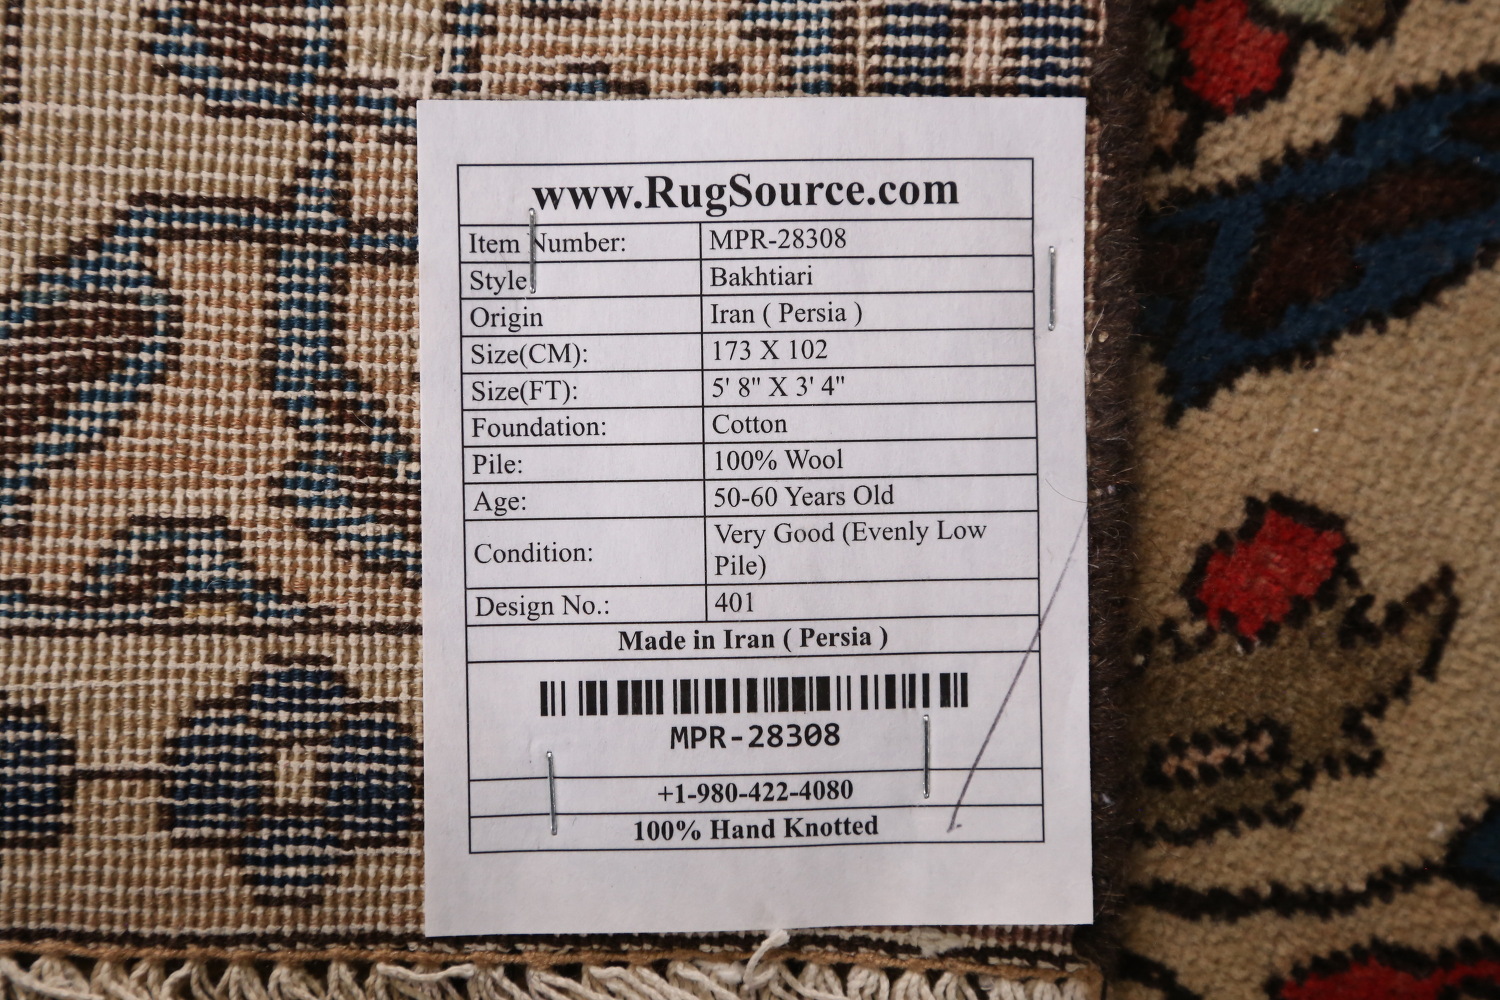 www.RugSource.com
Item Number: MPR-28308
Style: Bakhtiari
Origin Iran ( Persia )
Size(CM): 173 X 102
Size(FT): 5' 8" X 3' 4"
Foundation: Cotton
Pile: 100% Wool
Age: 50-60 Years Old
Condition: Very Good (Evenly Low
Pile)
Design No.: 401
Made in Iran ( Persia )
MPR-28308
+1-980-422-4080
100% Hand Knotted